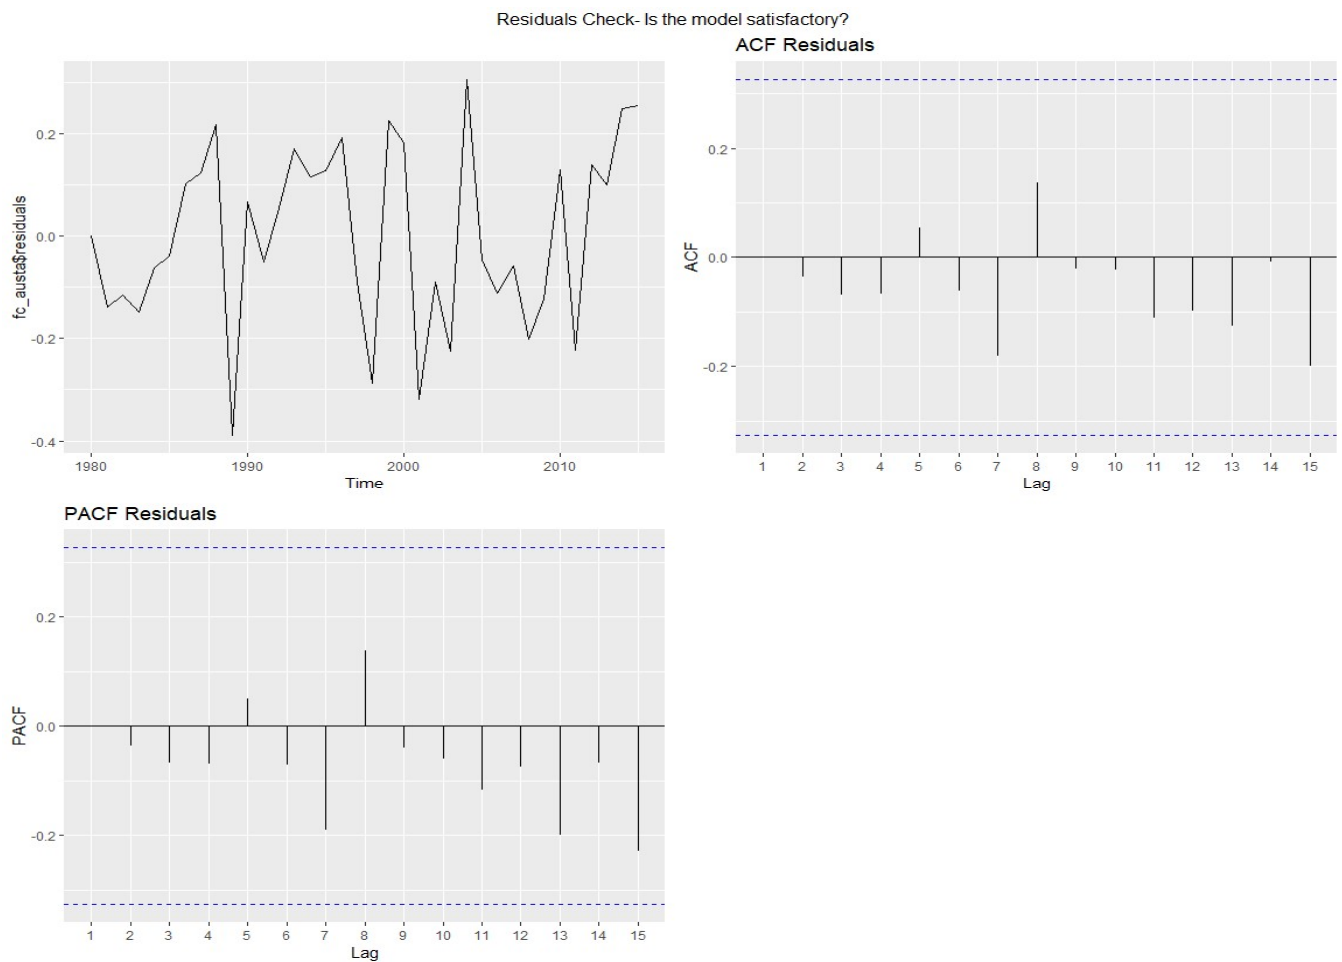 Residuals Check- Is the model satisfactory?
fc_austa$residuals
0.2
0.0
-0.2
-0.4
1980 1990 2000 2010
Time
ACF Residuals
ACF
0.2
0.0
-0.2
1 2 3 4 5 6 7 8 9 10 11 12 13 14 15
Lag
PACF Residuals
PACF
0.2
0.0
-0.2
1 2 3 4 5 6 7 8 9 10 11 12 13 14 15
Lag